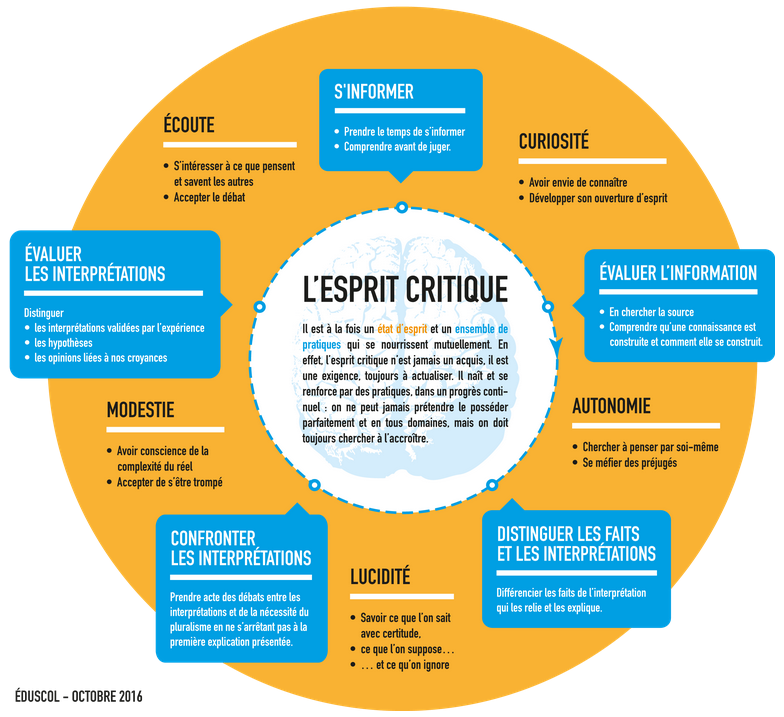 S'INFORMER
• Prendre le temps de s'informer
• Comprendre avant de juger.
CURIOSITÉ
• Avoir envie de connaître
• Développer son ouverture d'esprit
ÉVALUER L'INFORMATION
• En chercher la source
• Comprendre qu'une connaissance est
construite et comment elle se construit.
AUTONOMIE
• Chercher à penser par soi-même
• Se méfier des préjugés
DISTINGUER LES FAITS
ET LES INTERPRÉTATIONS
Différencier les faits de l'interprétation
qui les relie et les explique.
LUCIDITÉ
• Savoir ce que l'on sait
avec certitude,
• ce que l'on suppose...
• ... et ce qu'on ignore
CONFRONTER
LES INTERPRÉTATIONS
Prendre acte des débats entre les
interprétations et de la nécessité du
pluralisme en ne s'arrêtant pas à la
première explication présentée.
MODESTIE
• Avoir conscience de la
complexité du réel
• Accepter de s'être trompé
ÉVALUER
LES INTERPRÉTATIONS
Distinguer
• les interprétations validées par l'expérience
• les hypothèses
• les opinions liées à nos croyances
ÉCOUTE
• S'intéresser à ce que pensent
et savent les autres
• Accepter le débat
L'ESPRIT CRITIQUE
Il est à la fois un état d'esprit et un ensemble de
pratiques qui se nourrissent mutuellement. En
effet, l'esprit critique n'est jamais un acquis, il est
une exigence, toujours à actualiser. Il naît et se
renforce par des pratiques, dans un progrès conti-
nuel : on ne peut jamais prétendre le posséder
parfaitement et en tous domaines, mais on doit
toujours chercher à l'accroître.
ÉDUSCOL – OCTOBRE 2016